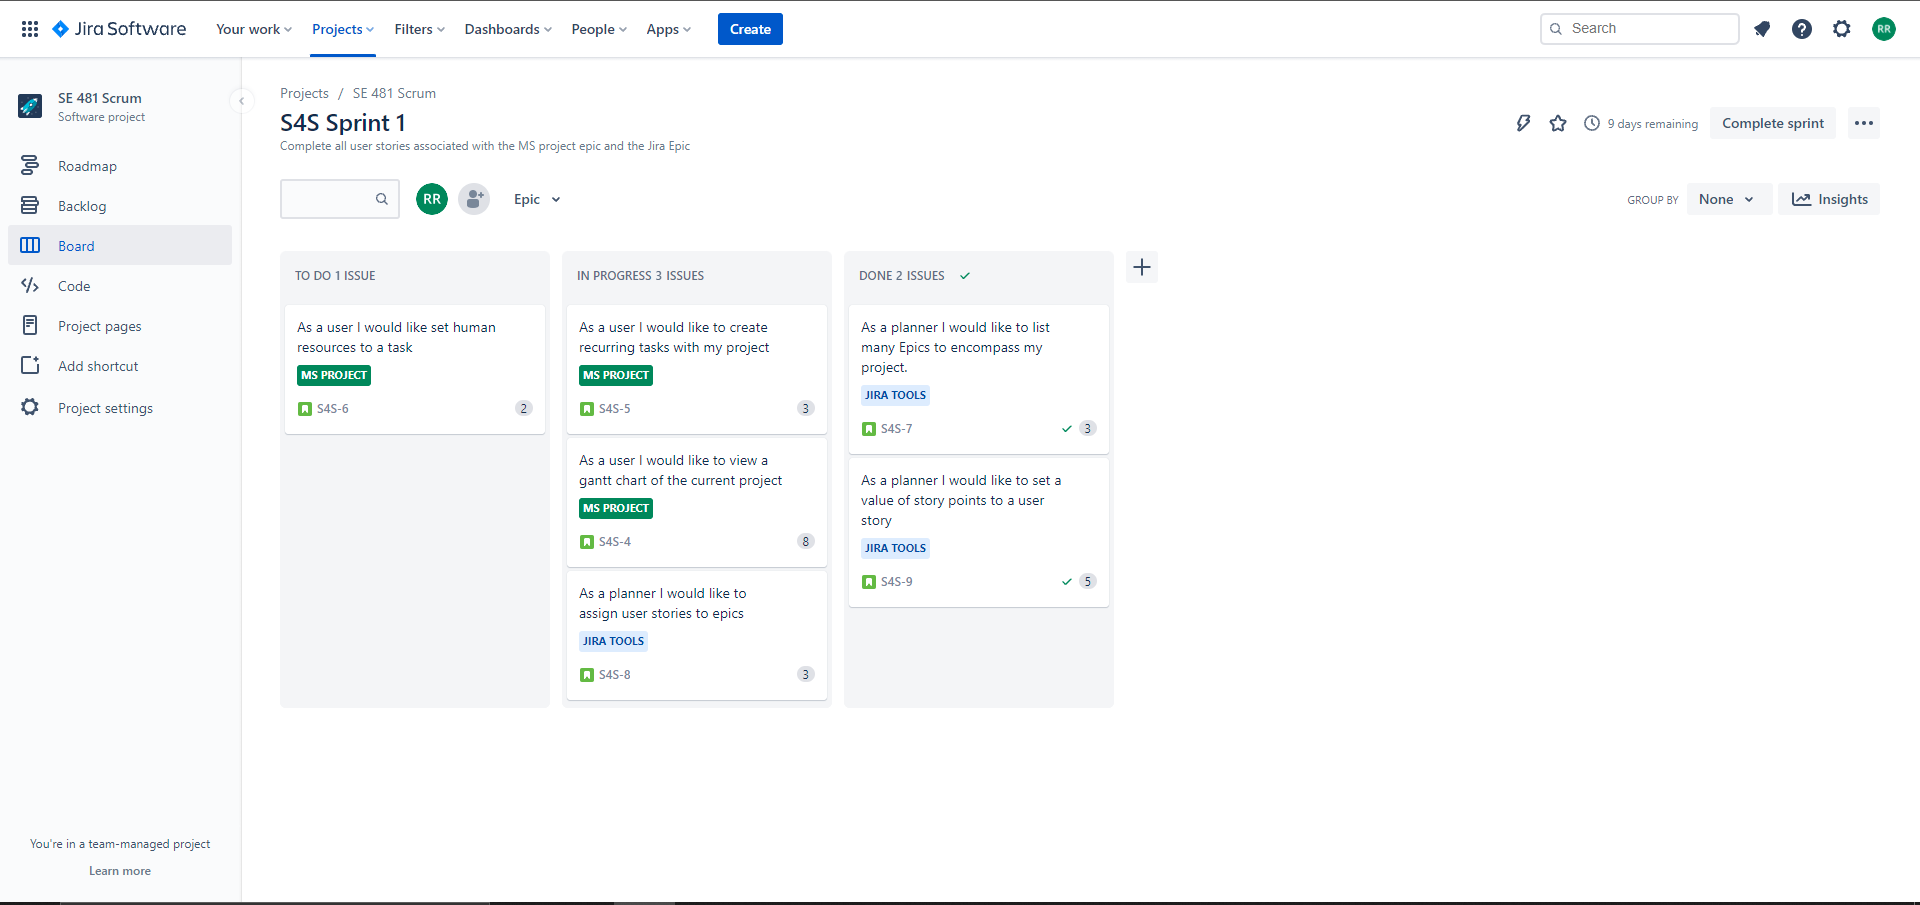 Jira Software
Your work
Projects
Filters
Dashboards
People
Apps
Create
Search
RR
SE 481 Scrum
Software project
Roadmap
Backlog
Board
Code
Project pages
Add shortcut
Project settings
You're in a team-managed project
Learn more
Projects / SE 481 Scrum
S4S Sprint 1
Complete all user stories associated with the MS project epic and the Jira Epic
9 days remaining
Complete sprint
RR
Epic
GROUP BY
None
Insights
TO DO 1 ISSUE
As a user I would like set human
resources to a task
MS PROJECT
S4S-6
2
IN PROGRESS 3 ISSUES
As a user I would like to create
recurring tasks with my project
MS PROJECT
S4S-5
3
As a user I would like to view a
gantt chart of the current project
MS PROJECT
S4S-4
8
As a planner I would like to
assign user stories to epics
JIRA TOOLS
S4S-8
3
DONE 2 ISSUES
As a planner I would like to list
many Epics to encompass my
project.
JIRA TOOLS
S4S-7
3
As a planner I would like to set a
value of story points to a user
story
JIRA TOOLS
S4S-9
5